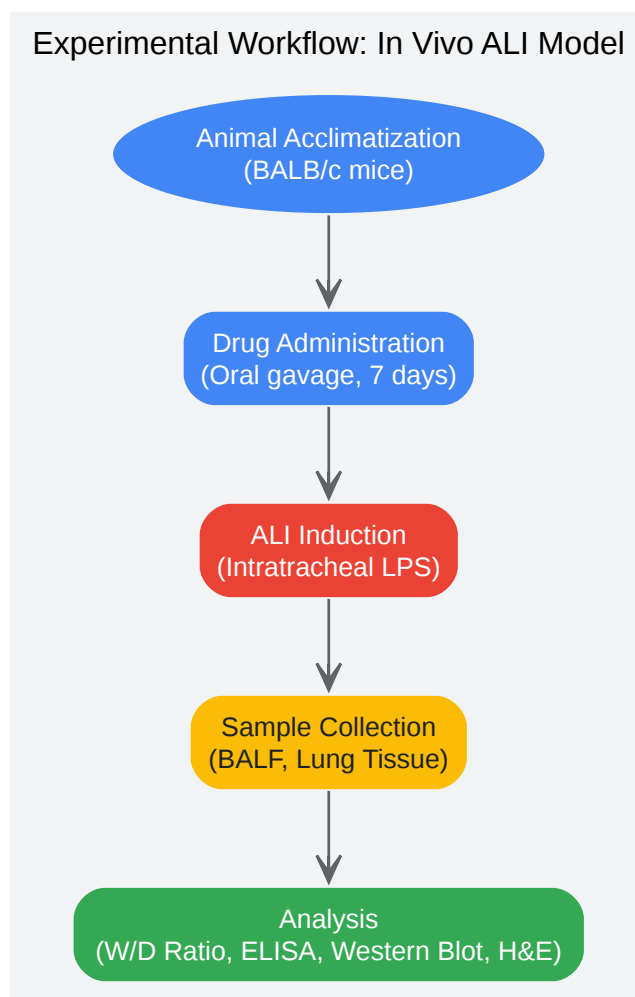 Experimental Workflow: In Vivo ALI Model
Animal Acclimatization
(BALB/c mice)
Drug Administration
(Oral gavage, 7 days)
ALI Induction
(Intratracheal LPS)
Sample Collection
(BALF, Lung Tissue)
Analysis
(W/D Ratio, ELISA, Western Blot, H&E)